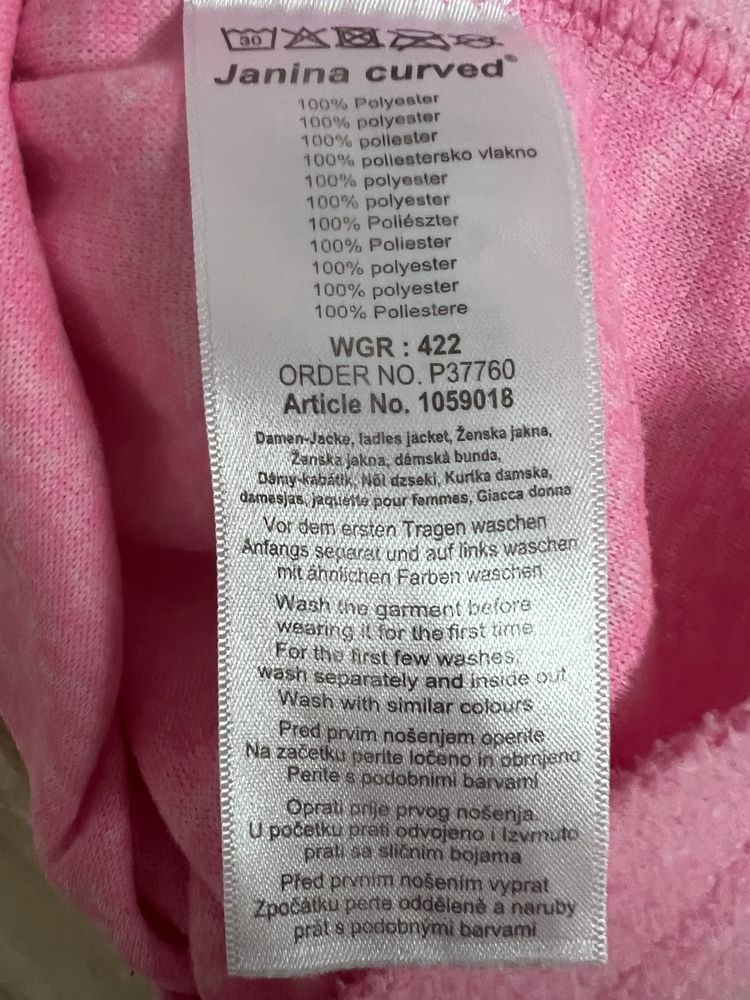 30
Janina curved®
100% Polyester
100% polyester
100% poliester
100% poliestersko vlakno
100% polyester
100% polyester
100% Poliészter
100% Poliester
100% polyester
100% polyester
100% Poliestere
WGR : 422
ORDER NO. P37760
Article No. 1059018
Damen-Jacke, ladies jacket, Ženska jakna,
Ženska jakna, dámská bunda,
Dámy-kabátik, Nöi dzseki, Kurtka damska,
damesjas, jaquette pour femmes, Giacca donna
Vor dem ersten Tragen waschen
Anfangs separat und auf links waschen
mit ähnlichen Farben waschen
Wash the garment before
wearing it for the first time
For the first few washes,
wash separately and inside out
Wash with similar colours
Pred prvim nošenjem operite
Na začetku perite ločeno in obrnjeno
Perite s podobnimi barvami
Oprati prije prvog nošenja.
U početku prati odvojeno i Izvrnuto
prati sa sličnim bojama
Před prvním nošením vyprat
Zpočátku perte odděleně a naruby
prát s podobnými barvami